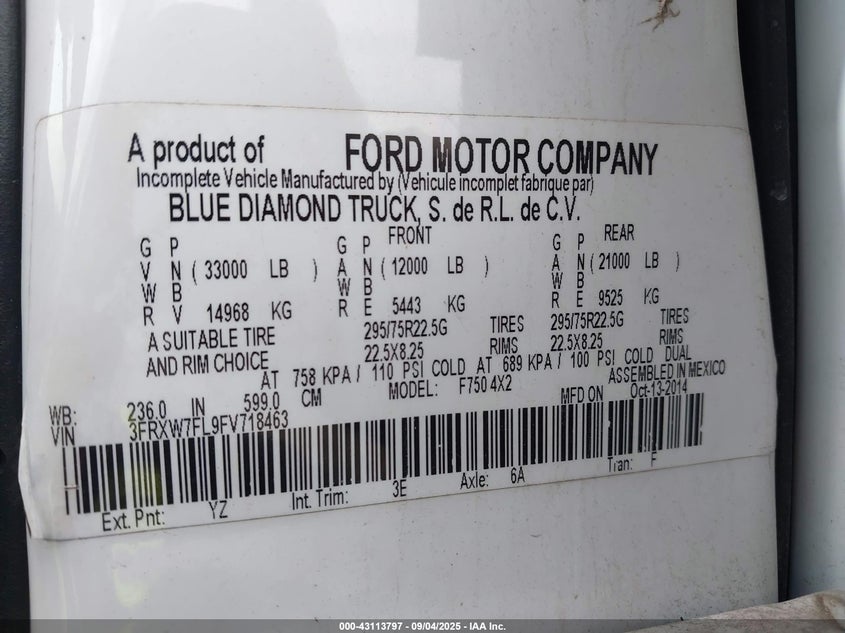 A product of FORD MOTOR COMPANY
Incomplete Vehicle Manufactured by (Vehicule incomplet fabrique par)
BLUE DIAMOND TRUCK, S. de R.L. de C.V.
G P G P FRONT G P REAR
V N ( 33000 LB ) A N ( 12000 LB ) A N ( 21000 LB )
W B W B W B
R V 14968 KG R E 5443 KG R E 9525 KG
A SUITABLE TIRE 295/75R22.5G TIRES 295/75R22.5G TIRES
AND RIM CHOICE 22.5X8.25 RIMS 22.5X8.25 RIMS
AT 758 KPA / 110 PSI COLD AT 689 KPA / 100 PSI COLD DUAL
MODEL: F750 4X2 ASSEMBLED IN MEXICO
WB: 236.0 IN 599.0 CM MFD ON Oct-13-2014
VIN 3FRXW7FL9FV718463
Ext. Pnt: YZ Int. Trim: 3E Axle: 6A Tran: F
000-43113797 - 09/04/2025 - IAA Inc.